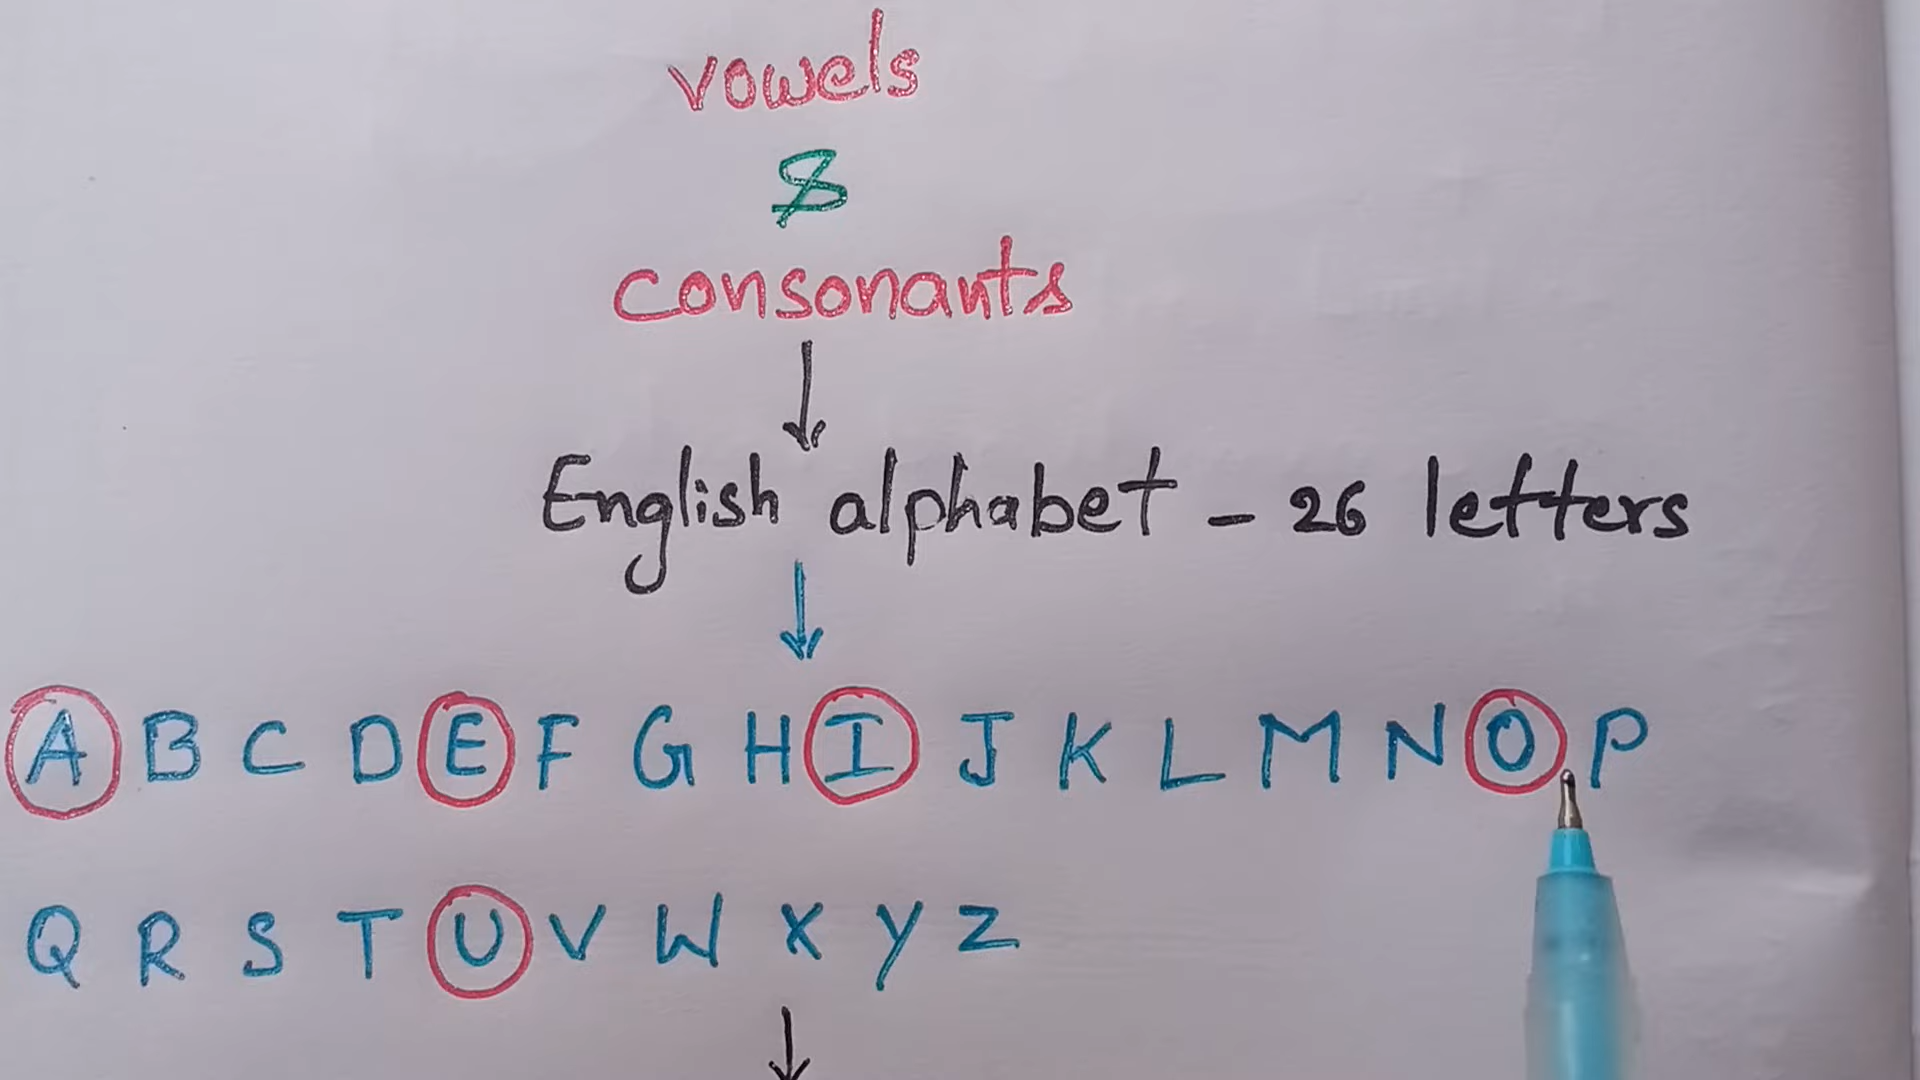 vowels
&
consonants
English alphabet - 26 letters
A B C D E F G H I J K L M N O P
Q R S T U V W X Y Z